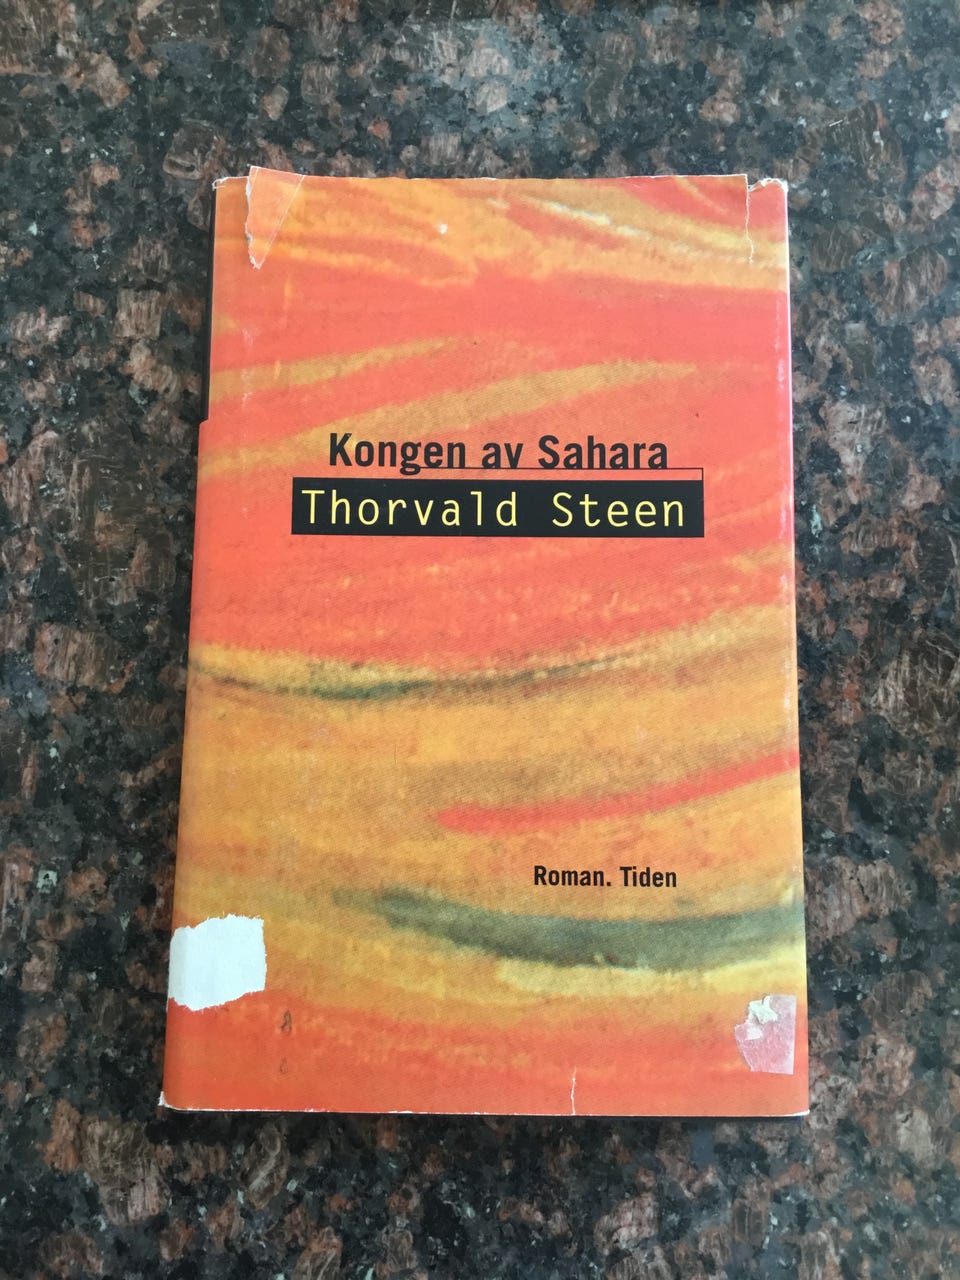 Kongen av Sahara
Thorvald Steen
Roman. Tiden